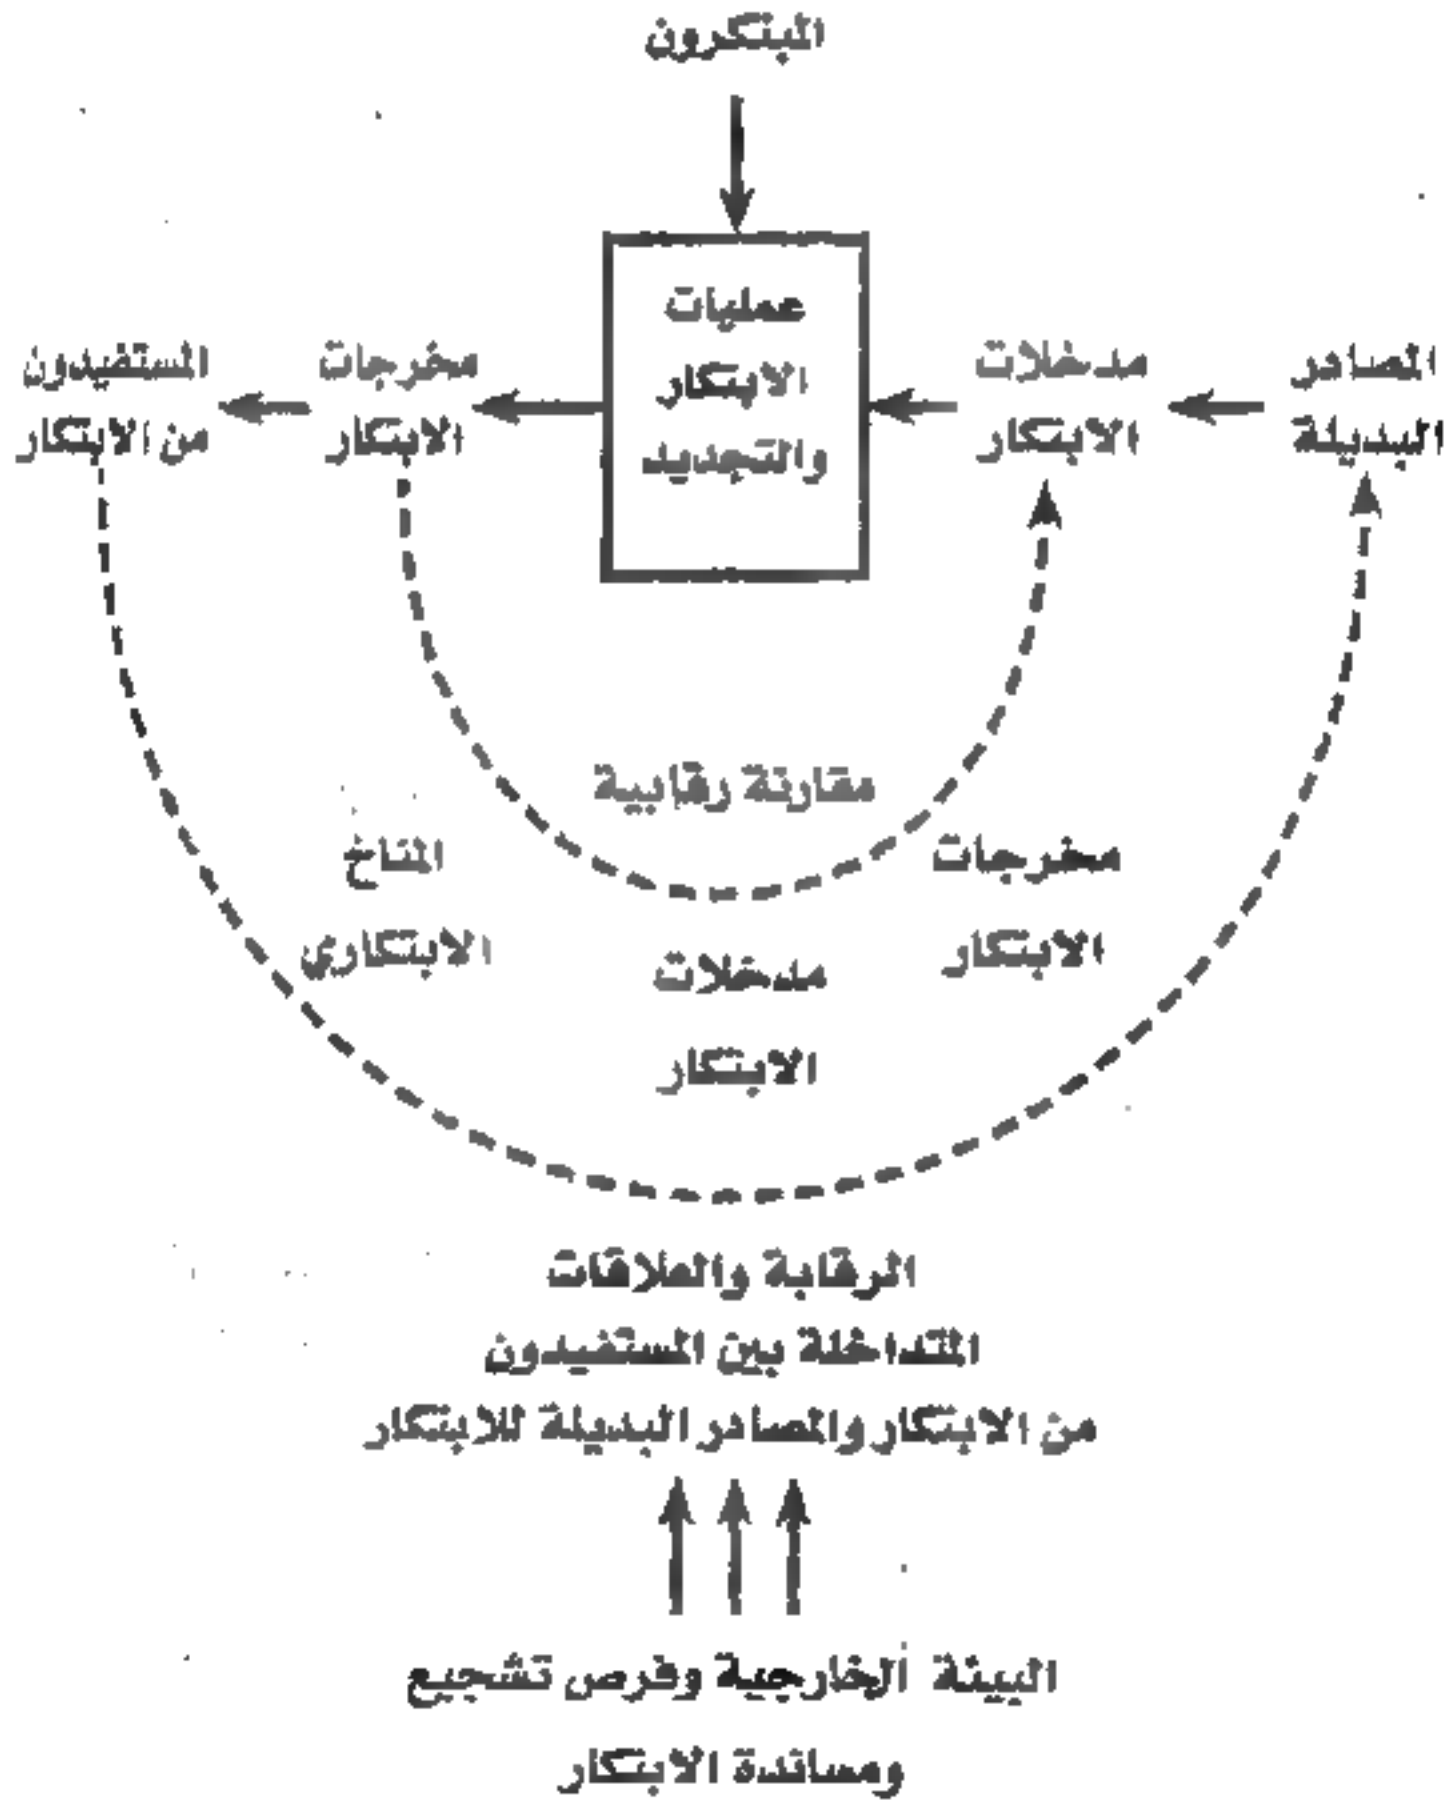 المبتكرون
عمليات
الابتكار
والتجديد
المصادر
البديلة
مدخلات
الابتكار
مخرجات
الابتكار
المستفيدون
من الابتكار
مقارنة رقابية
مخرجات
الابتكار
المناخ
الابتكاري
مدخلات
الابتكار
الرقابة والعلاقات
المتداخلة بين المستفيدون
من الابتكار والمصادر البديلة للابتكار
البيئة الخارجية وفرص تشجيع
ومساندة الابتكار